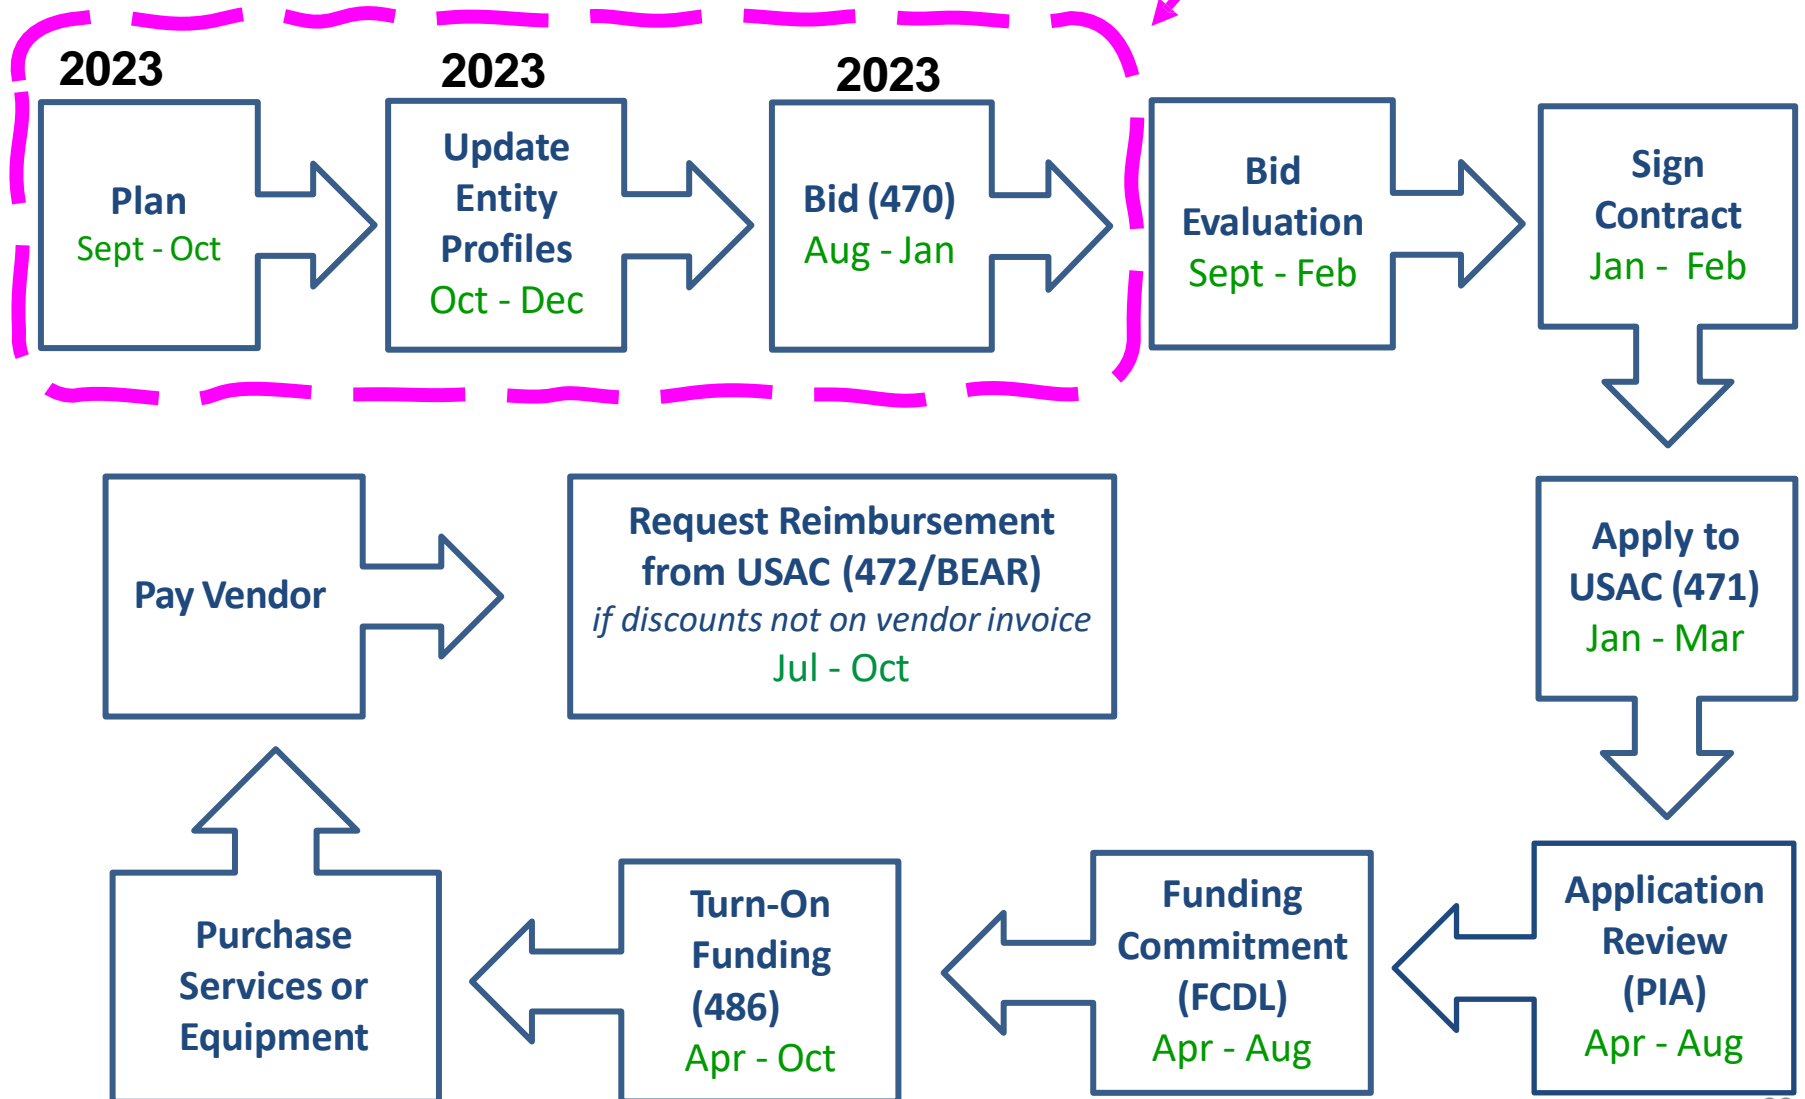 2023
2023
2023
Plan
Sept - Oct
Update
Entity
Profiles
Oct - Dec
Bid (470)
Aug - Jan
Bid
Evaluation
Sept - Feb
Sign
Contract
Jan - Feb
Apply to
USAC (471)
Jan - Mar
Application
Review
(PIA)
Apr - Aug
Funding
Commitment
(FCDL)
Apr - Aug
Turn-On
Funding
(486)
Apr - Oct
Purchase
Services or
Equipment
Pay Vendor
Request Reimbursement
from USAC (472/BEAR)
if discounts not on vendor invoice
Jul - Oct